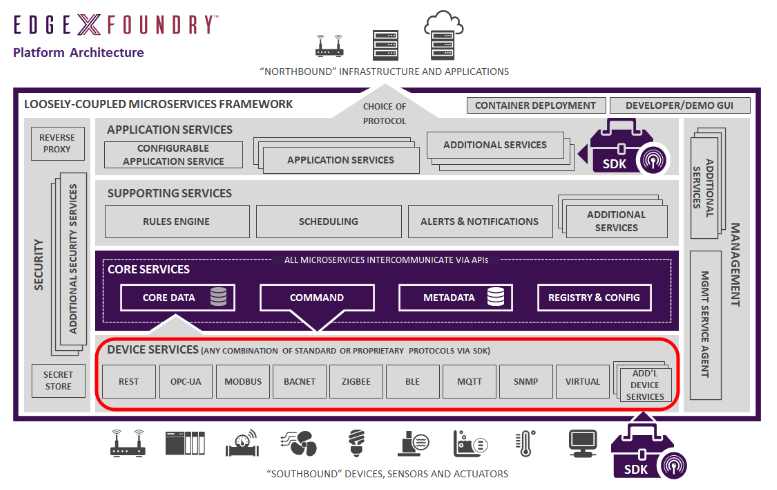 EDGE X FOUNDRY™
Platform Architecture
"NORTHBOUND" INFRASTRUCTURE AND APPLICATIONS
LOOSELY-COUPLED MICROSERVICES FRAMEWORK
CHOICE OF
PROTOCOL
CONTAINER DEPLOYMENT
DEVELOPER/DEMO GUI
REVERSE
PROXY
SECURITY
ADDITIONAL SECURITY SERVICES
SECRET
STORE
APPLICATION SERVICES
CONFIGURABLE
APPLICATION SERVICE
APPLICATION SERVICES
ADDITIONAL SERVICES
SDK
SUPPORTING SERVICES
RULES ENGINE
SCHEDULING
ALERTS & NOTIFICATIONS
ADDITIONAL
SERVICES
ALL MICROSERVICES INTERCOMMUNICATE VIA APIs
CORE SERVICES
CORE DATA
COMMAND
METADATA
REGISTRY & CONFIG
DEVICE SERVICES (ANY COMBINATION OF STANDARD OR PROPRIETARY PROTOCOLS VIA SDK)
REST
OPC-UA
MODBUS
BACNET
ZIGBEE
BLE
MQTT
SNMP
VIRTUAL
ADD'L
DEVICE
SERVICES
ADDITIONAL
SERVICES
MANAGEMENT
MGMT SERVICE AGENT
SDK
"SOUTHBOUND" DEVICES, SENSORS AND ACTUATORS